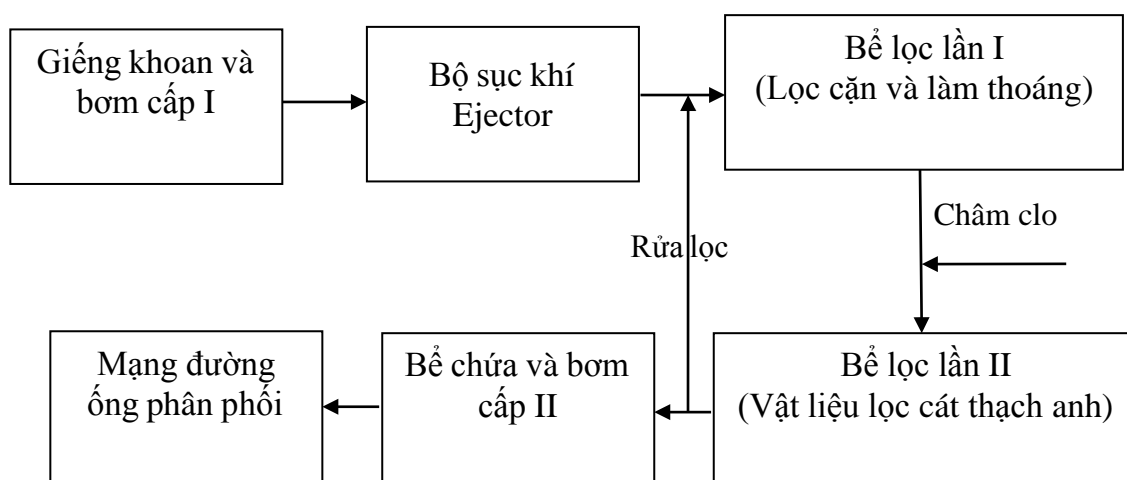 Giếng khoan và
bơm cấp I
Bộ sục khí
Ejector
Bể lọc lần I
(Lọc cặn và làm thoáng)
Châm clo
Rửa lọc
Mạng đường
ống phân phối
Bể chứa và bơm
cấp II
Bể lọc lần II
(Vật liệu lọc cát thạch anh)